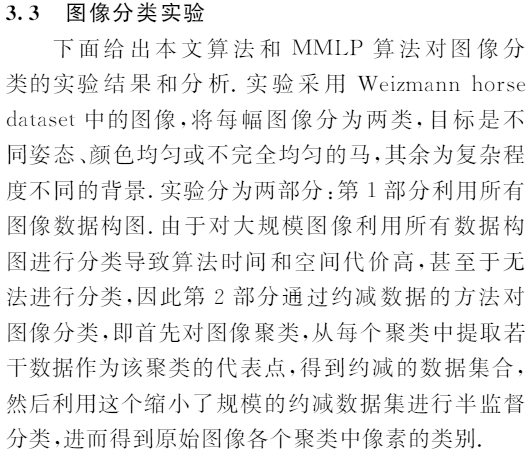 3.3 图像分类实验
下面给出本文算法和 MMLP 算法对图像分
类的实验结果和分析. 实验采用 Weizmann horse
dataset 中的图像,将每幅图像分为两类,目标是不
同姿态、颜色均匀或不完全均匀的马,其余为复杂程
度不同的背景. 实验分为两部分:第 1 部分利用所有
图像数据构图. 由于对大规模图像利用所有数据构
图进行分类导致算法时间和空间代价高,甚至于无
法进行分类,因此第 2 部分通过约减数据的方法对
图像分类,即首先对图像聚类,从每个聚类中提取若
干数据作为该聚类的代表点,得到约减的数据集合,
然后利用这个缩小了规模的约减数据集进行半监督
分类,进而得到原始图像各个聚类中像素的类别.